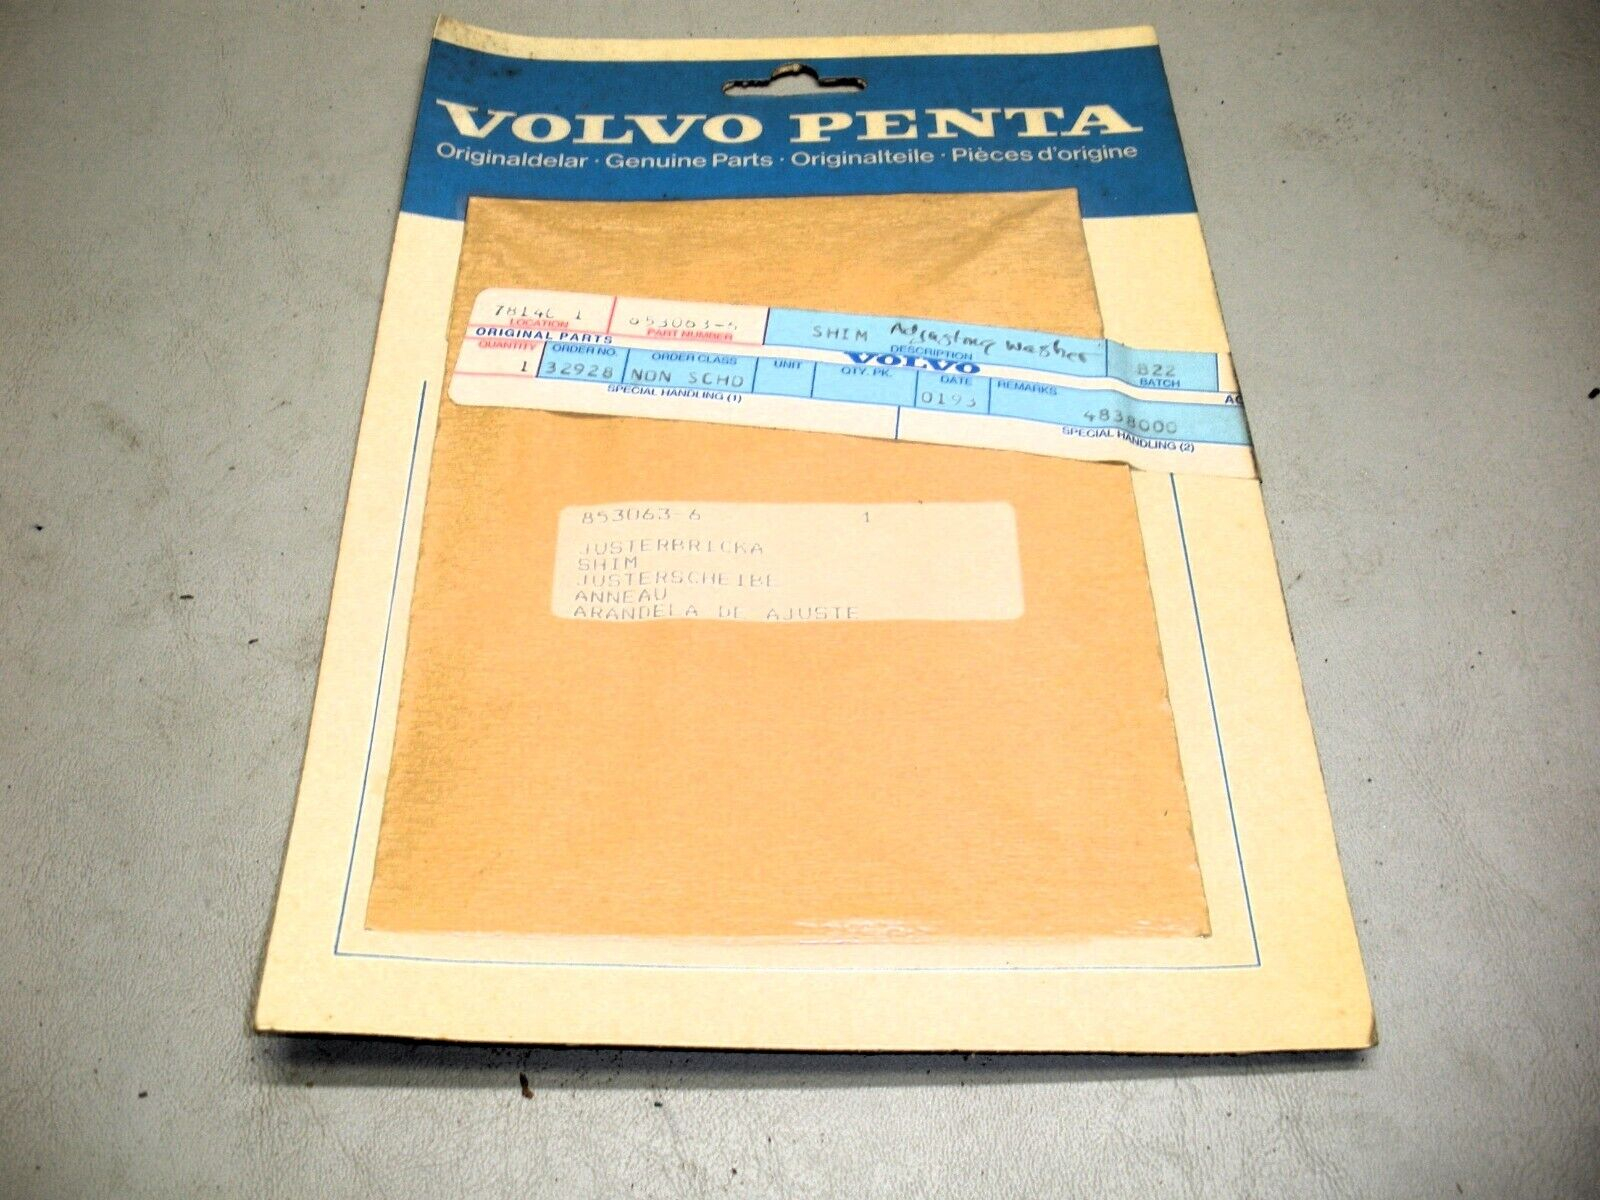 VOLVO PENTA
Originaldelar · Genuine Parts · Originalteile · Pièces d'origine
78146 1 853063-6 SHIM Adjusting Washer B22
LOCATION PART NUMBER DESCRIPTION BATCH
ORIGINAL PARTS VOLVO
QUANTITY ORDER NO. ORDER CLASS UNIT QTY. PK. DATE REMARKS
1 32928 NON SCHD 0193 4838000
SPECIAL HANDLING (1) SPECIAL HANDLING (2)
853063-6 1
JUSTERBRICKA
SHIM
JUSTERSCHEIBE
ANNEAU
ARANDELA DE AJUSTE